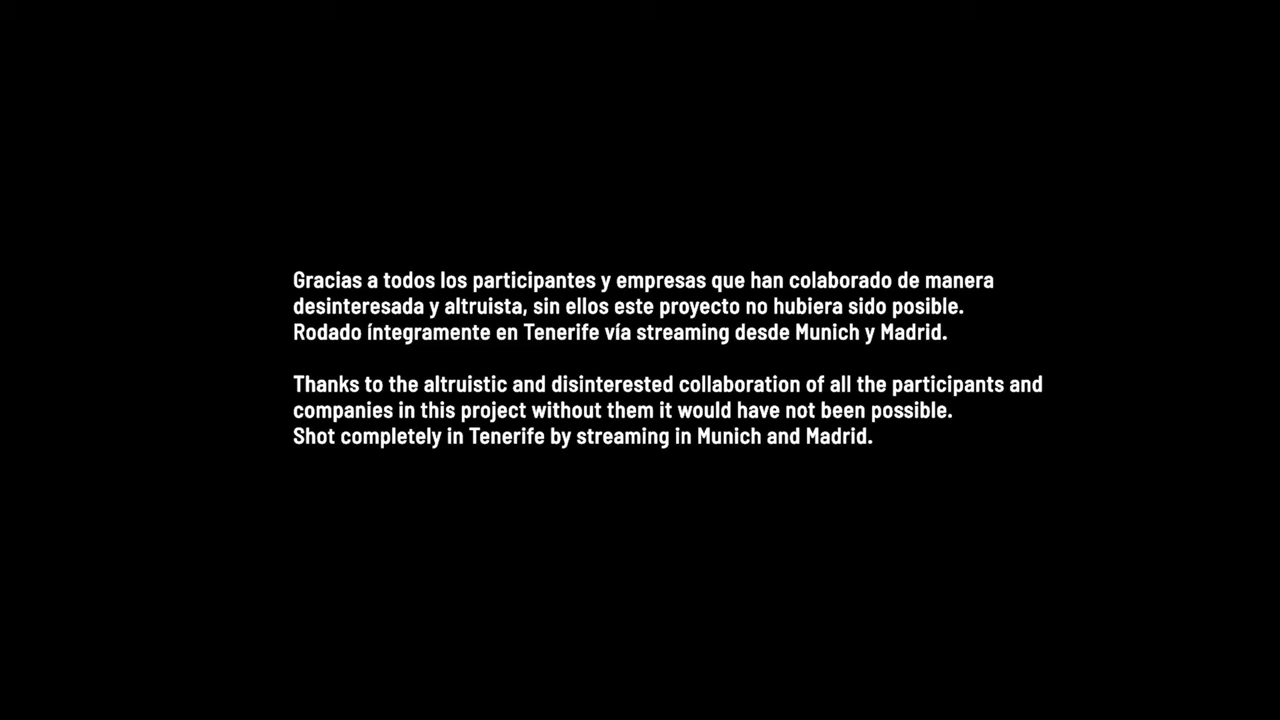 Gracias a todos los participantes y empresas que han colaborado de manera
desinteresada y altruista, sin ellos este proyecto no hubiera sido posible.
Rodado íntegramente en Tenerife vía streaming desde Munich y Madrid.
Thanks to the altruistic and disinterested collaboration of all the participants and
companies in this project without them it would have not been possible.
Shot completely in Tenerife by streaming in Munich and Madrid.